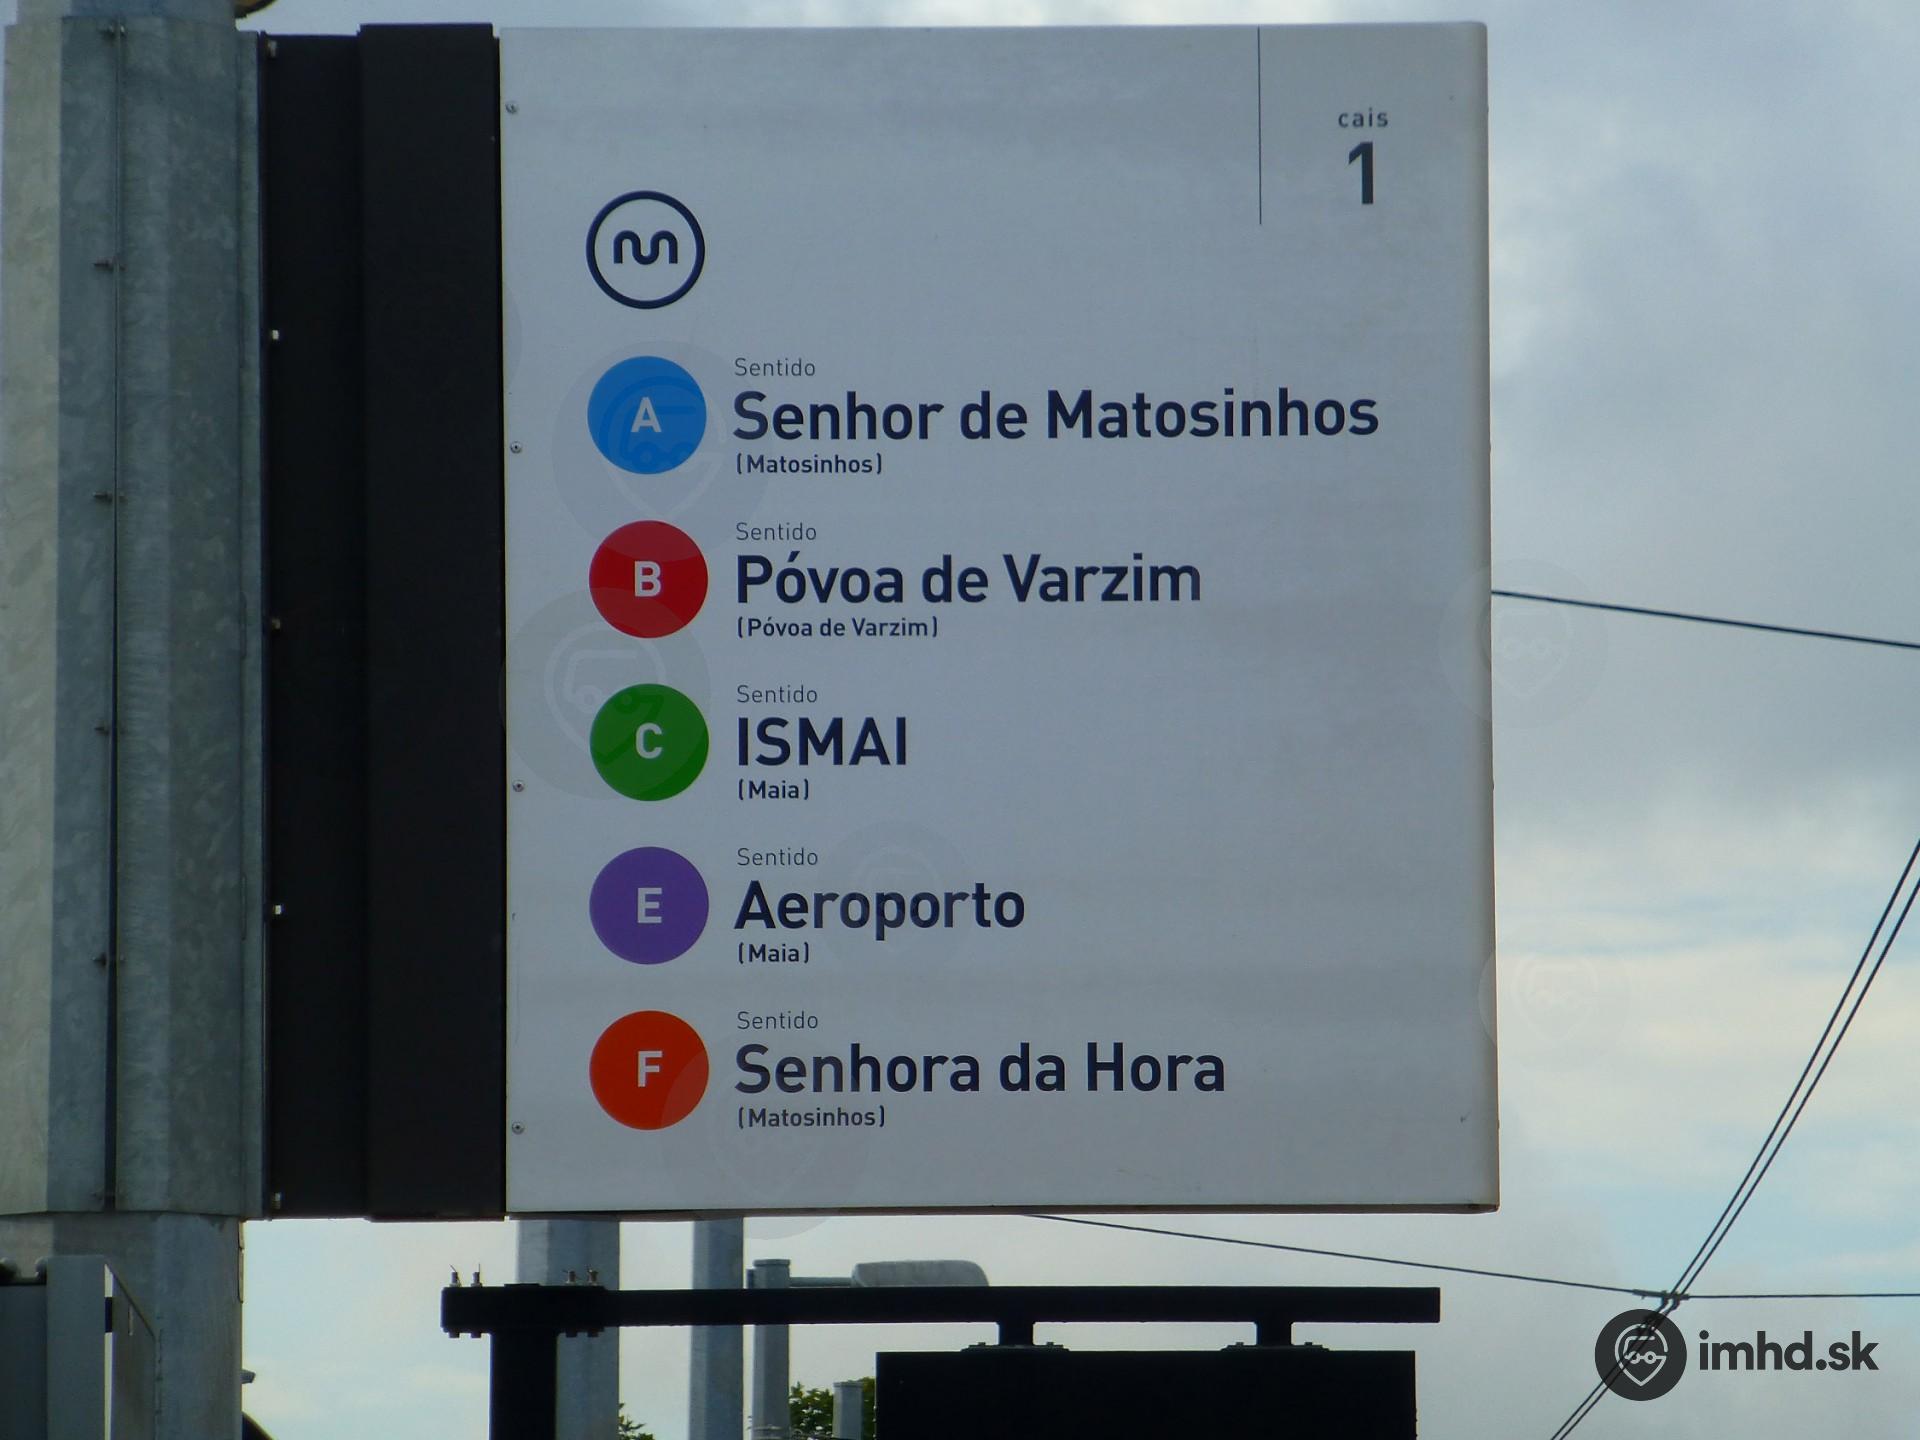 cais
1
A
Sentido
Senhor de Matosinhos
(Matosinhos)
B
Sentido
Póvoa de Varzim
(Póvoa de Varzim)
C
Sentido
ISMAI
(Maia)
E
Sentido
Aeroporto
(Maia)
F
Sentido
Senhora da Hora
(Matosinhos)
imhd.sk